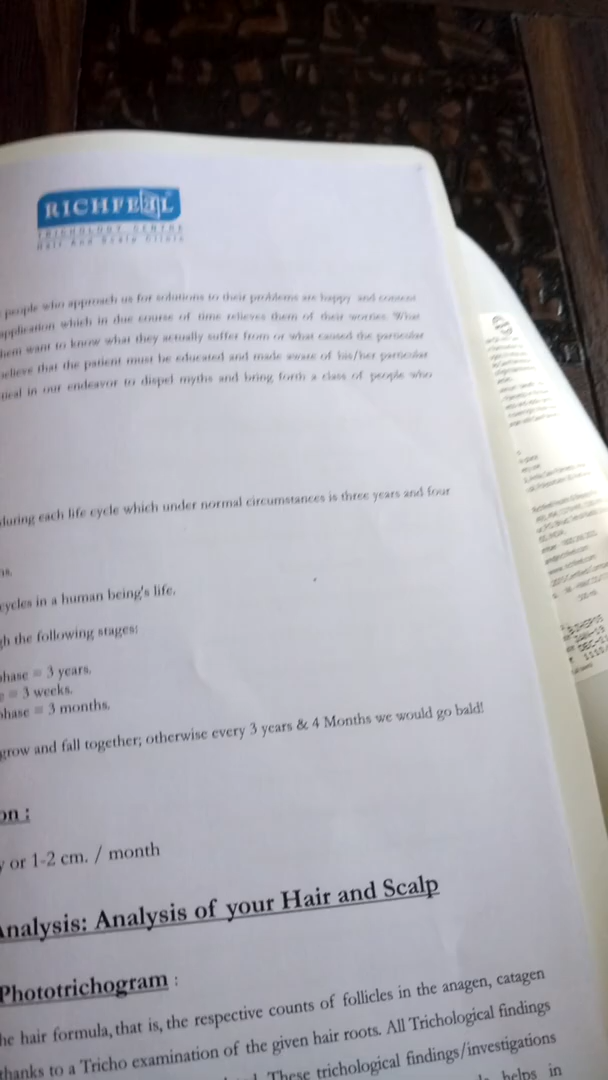 RICHFEEL
TRICHOLOGY CENTRE
Hair And Scalp Clinic
people who approach us for solutions to their problems are happy and content
application which in due course of time relieves them of their worries. What
hem want to know what they actually suffer from or what caused the particular
elieve that the patient must be educated and made aware of his/her particular
in our endeavor to dispel myths and bring forth a class of people who
during each life cycle which under normal circumstances is three years and four
ns.
cycles in a human being's life.
gh the following stages:
phase = 3 years.
e = 3 weeks.
phase = 3 months.
grow and fall together; otherwise every 3 years & 4 Months we would go bald!
on :
y or 1-2 cm. / month
Analysis: Analysis of your Hair and Scalp
Phototrichogram :
he hair formula, that is, the respective counts of follicles in the anagen, catagen
thanks to a Tricho examination of the given hair roots. All Trichological findings
These trichological findings/investigations
helps in